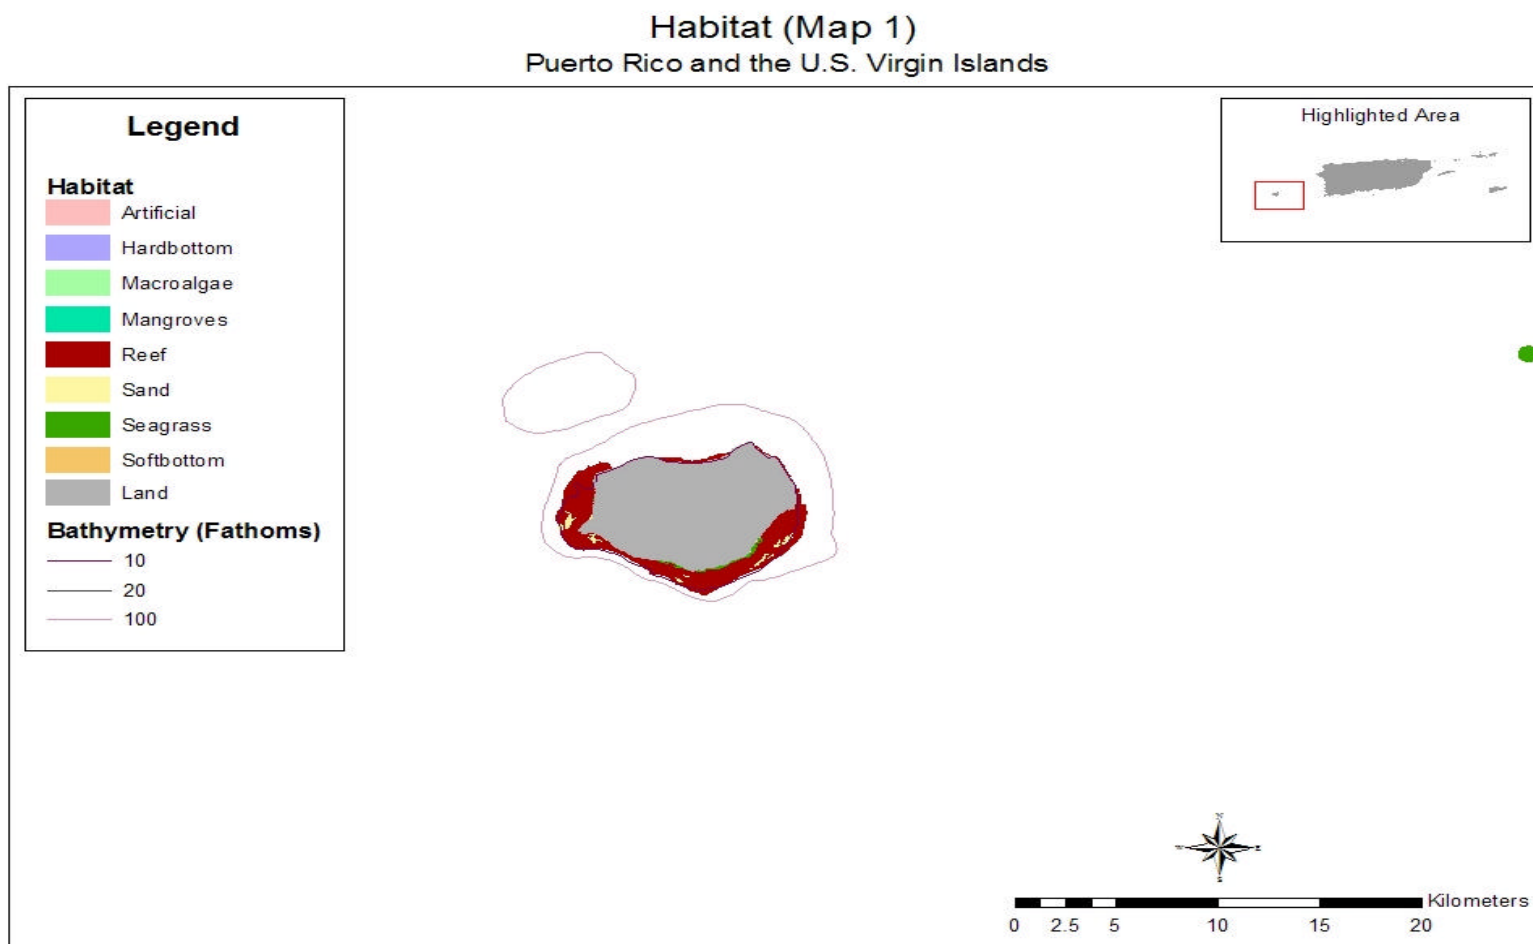 Habitat (Map 1)
Puerto Rico and the U.S. Virgin Islands
Legend
Habitat
Artificial
Hardbottom
Macroalgae
Mangroves
Reef
Sand
Seagrass
Softbottom
Land
Bathymetry (Fathoms)
10
20
100
Highlighted Area
N
W E
S
Kilometers
0 2.5 5 10 15 20